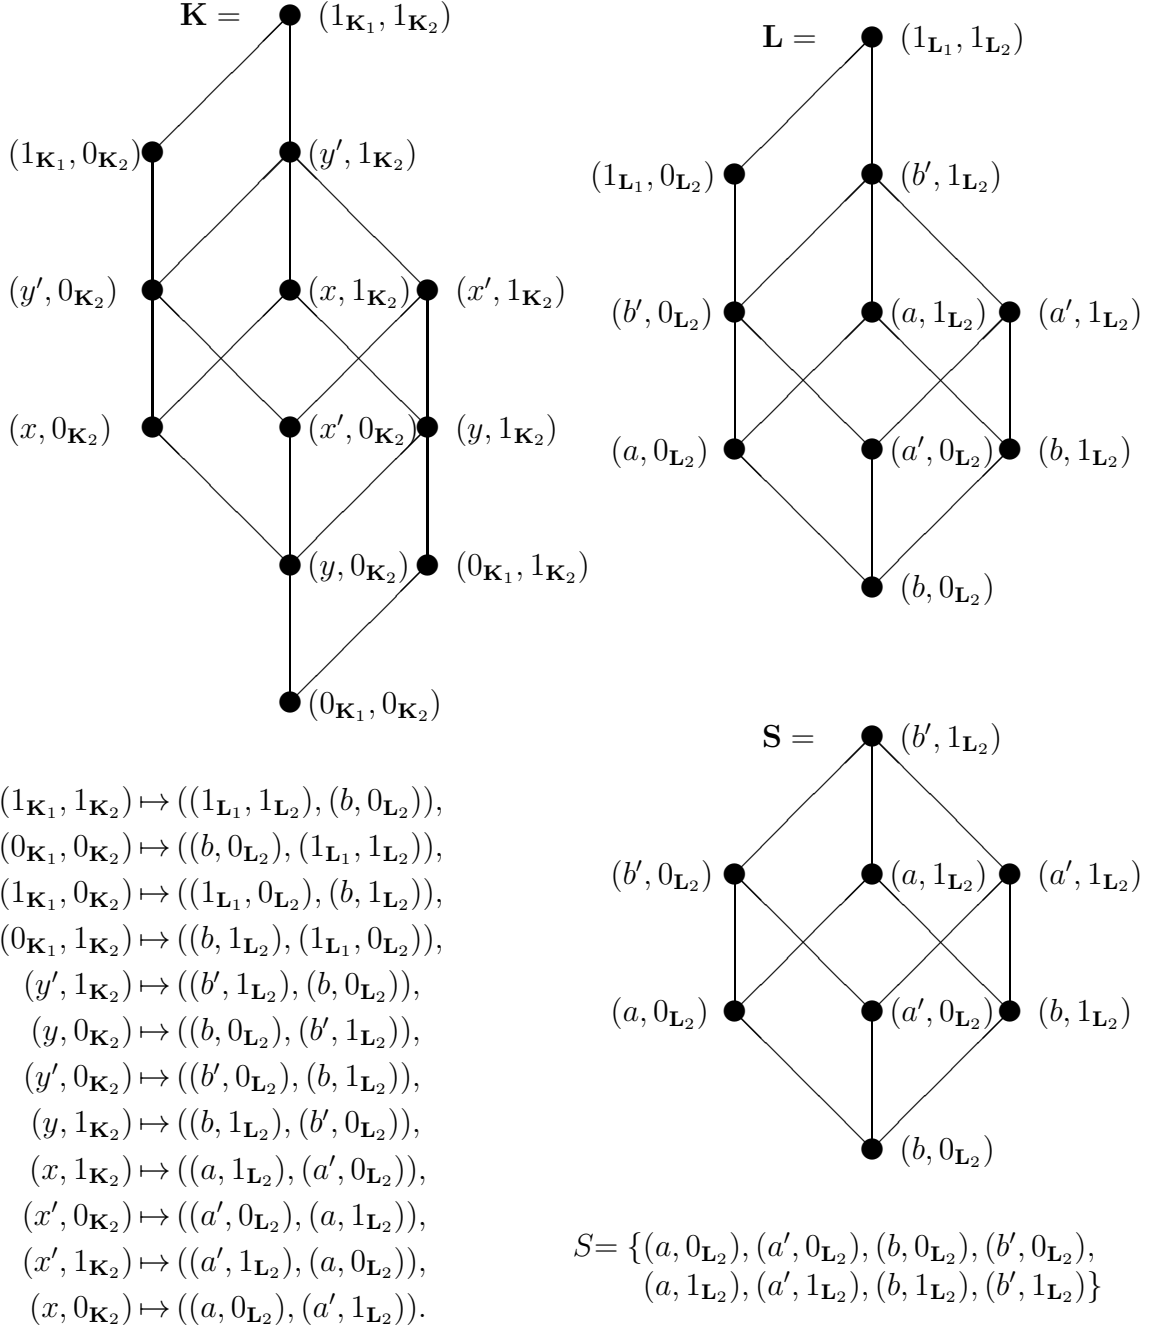 K =
(1_{K_1}, 1_{K_2})
(1_{K_1}, 0_{K_2})
(y′, 1_{K_2})
(y′, 0_{K_2})
(x, 1_{K_2})
(x′, 1_{K_2})
(x, 0_{K_2})
(x′, 0_{K_2})
(y, 1_{K_2})
(y, 0_{K_2})
(0_{K_1}, 1_{K_2})
(0_{K_1}, 0_{K_2})
L =
(1_{L_1}, 1_{L_2})
(1_{L_1}, 0_{L_2})
(b′, 1_{L_2})
(b′, 0_{L_2})
(a, 1_{L_2})
(a′, 1_{L_2})
(a, 0_{L_2})
(a′, 0_{L_2})
(b, 1_{L_2})
(b, 0_{L_2})
(1_{K_1}, 1_{K_2}) ↦ ((1_{L_1}, 1_{L_2}), (b, 0_{L_2})),
(0_{K_1}, 0_{K_2}) ↦ ((b, 0_{L_2}), (1_{L_1}, 1_{L_2})),
(1_{K_1}, 0_{K_2}) ↦ ((1_{L_1}, 0_{L_2}), (b, 1_{L_2})),
(0_{K_1}, 1_{K_2}) ↦ ((b, 1_{L_2}), (1_{L_1}, 0_{L_2})),
(y′, 1_{K_2}) ↦ ((b′, 1_{L_2}), (b, 0_{L_2})),
(y, 0_{K_2}) ↦ ((b, 0_{L_2}), (b′, 1_{L_2})),
(y′, 0_{K_2}) ↦ ((b′, 0_{L_2}), (b, 1_{L_2})),
(y, 1_{K_2}) ↦ ((b, 1_{L_2}), (b′, 0_{L_2})),
(x, 1_{K_2}) ↦ ((a, 1_{L_2}), (a′, 0_{L_2})),
(x′, 0_{K_2}) ↦ ((a′, 0_{L_2}), (a, 1_{L_2})),
(x′, 1_{K_2}) ↦ ((a′, 1_{L_2}), (a, 0_{L_2})),
(x, 0_{K_2}) ↦ ((a, 0_{L_2}), (a′, 1_{L_2})).
S =
(b′, 1_{L_2})
(b′, 0_{L_2})
(a, 1_{L_2})
(a′, 1_{L_2})
(a, 0_{L_2})
(a′, 0_{L_2})
(b, 1_{L_2})
(b, 0_{L_2})
S= {(a, 0_{L_2}), (a′, 0_{L_2}), (b, 0_{L_2}), (b′, 0_{L_2}),
(a, 1_{L_2}), (a′, 1_{L_2}), (b, 1_{L_2}), (b′, 1_{L_2})}